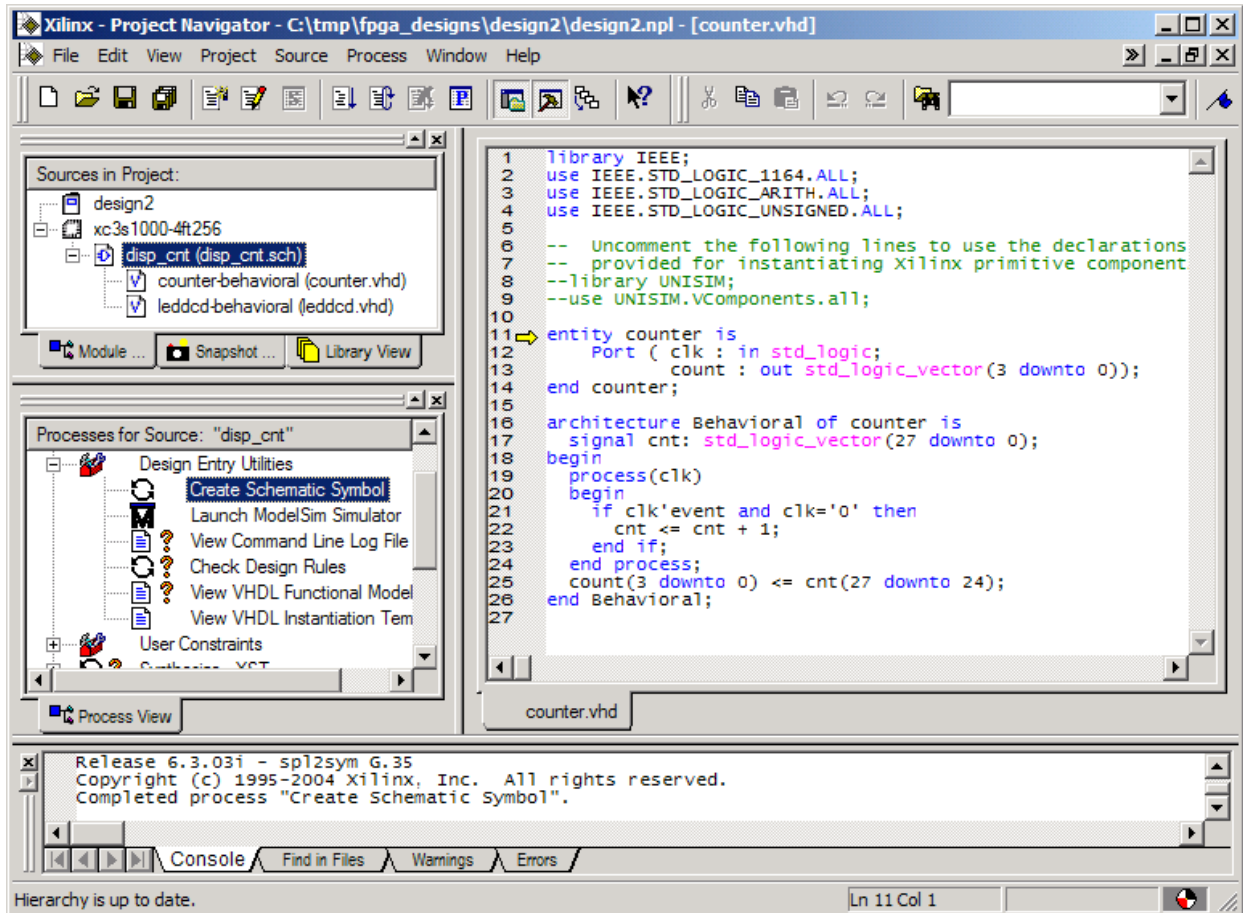 Xilinx - Project Navigator - C:\tmp\fpga_designs\design2\design2.npl - [counter.vhd]
File Edit View Project Source Process Window Help
Sources in Project:
design2
xc3s1000-4ft256
disp_cnt (disp_cnt.sch)
counter-behavioral (counter.vhd)
leddcd-behavioral (leddcd.vhd)
Module ... Snapshot ... Library View
Processes for Source: "disp_cnt"
Design Entry Utilities
Create Schematic Symbol
Launch ModelSim Simulator
View Command Line Log File
Check Design Rules
View VHDL Functional Model
View VHDL Instantiation Tem
User Constraints
Process View
1 library IEEE;
2 use IEEE.STD_LOGIC_1164.ALL;
3 use IEEE.STD_LOGIC_ARITH.ALL;
4 use IEEE.STD_LOGIC_UNSIGNED.ALL;
5
6 --  Uncomment the following lines to use the declarations
7 --  provided for instantiating Xilinx primitive component
8 --library UNISIM;
9 --use UNISIM.VComponents.all;
10
11 entity counter is
12     Port ( clk : in std_logic;
13            count : out std_logic_vector(3 downto 0));
14 end counter;
15
16 architecture Behavioral of counter is
17   signal cnt: std_logic_vector(27 downto 0);
18 begin
19   process(clk)
20   begin
21     if clk'event and clk='0' then
22       cnt <= cnt + 1;
23     end if;
24   end process;
25   count(3 downto 0) <= cnt(27 downto 24);
26 end Behavioral;
27
counter.vhd
Release 6.3.03i - spl2sym G.35
Copyright (c) 1995-2004 Xilinx, Inc.  All rights reserved.
Completed process "Create Schematic Symbol".
Console Find in Files Warnings Errors
Hierarchy is up to date. Ln 11 Col 1